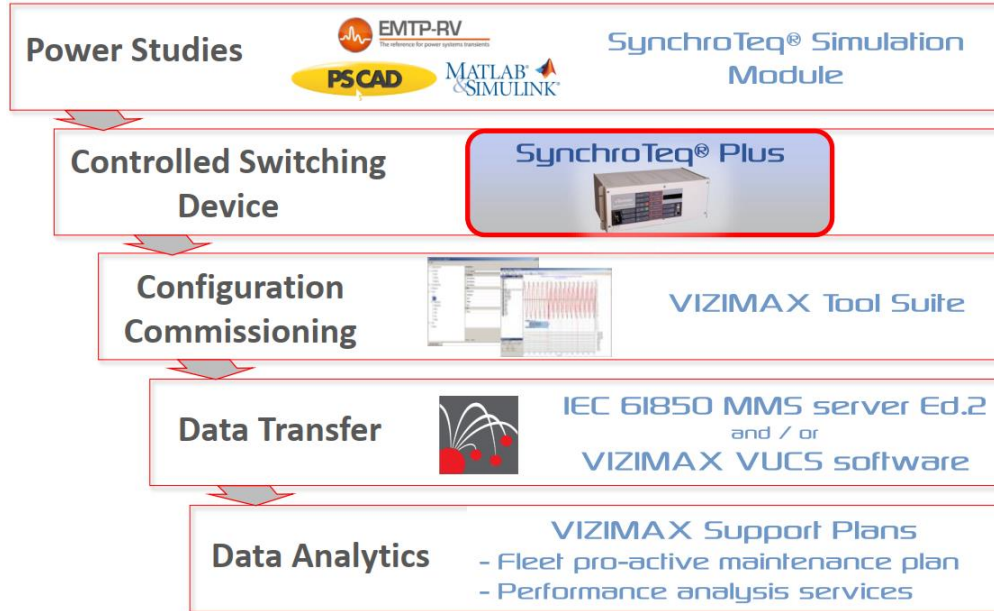 Power Studies
EMTP-RV
The reference for power systems transients
PSCAD
MATLAB®
&SIMULINK®
SynchroTeq® Simulation
Module
Controlled Switching
Device
SynchroTeq® Plus
Configuration
Commissioning
VIZIMAX Tool Suite
Data Transfer
IEC 61850 MMS server Ed.2
and / or
VIZIMAX VUCS software
Data Analytics
VIZIMAX Support Plans
- Fleet pro-active maintenance plan
- Performance analysis services